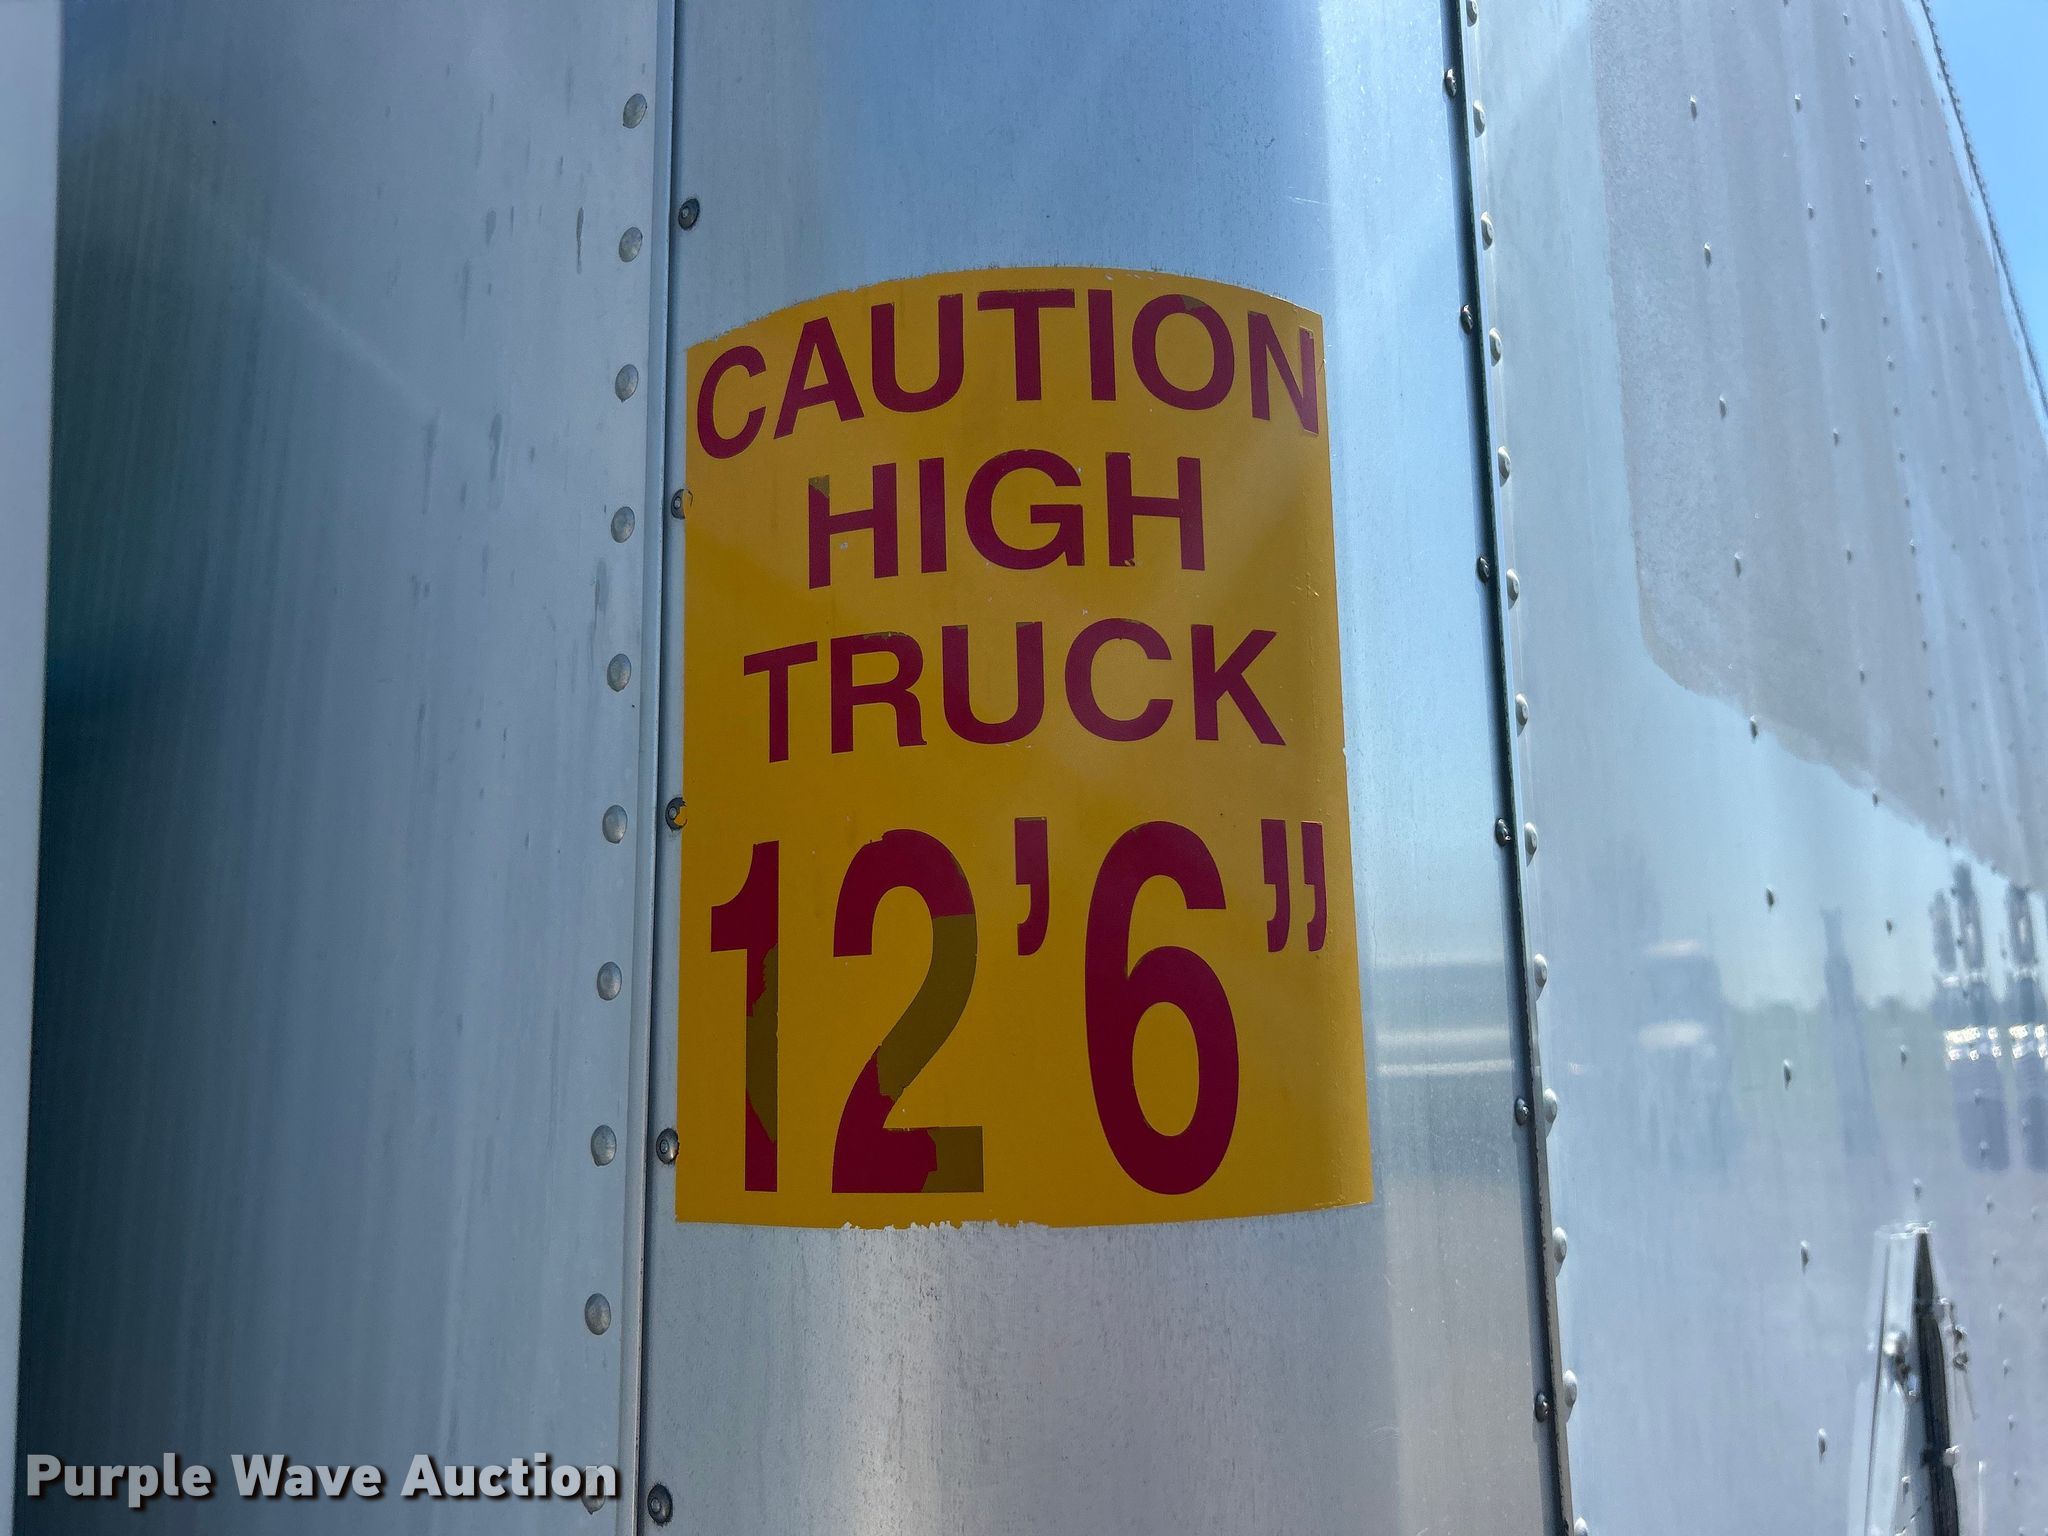 CAUTION
HIGH
TRUCK
12’6”
Purple Wave Auction